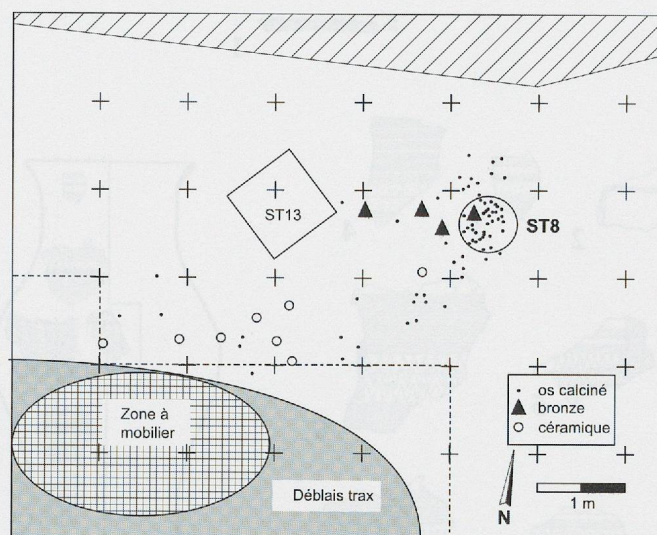 ST13
ST8
Zone à
mobilier
Déblais trax
os calciné
bronze
céramique
N
1 m